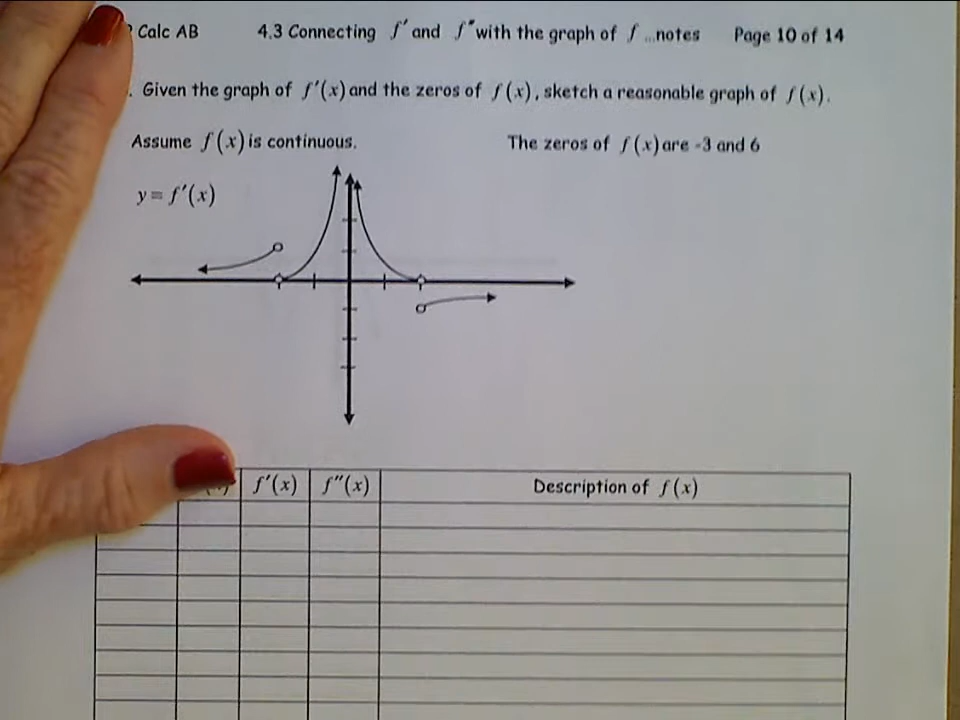 Calc AB 4.3 Connecting f′ and f″ with the graph of f ...notes Page 10 of 14
. Given the graph of f′(x) and the zeros of f(x), sketch a reasonable graph of f(x).
Assume f(x) is continuous. The zeros of f(x) are -3 and 6
y = f′(x)
f′(x) f″(x) Description of f(x)